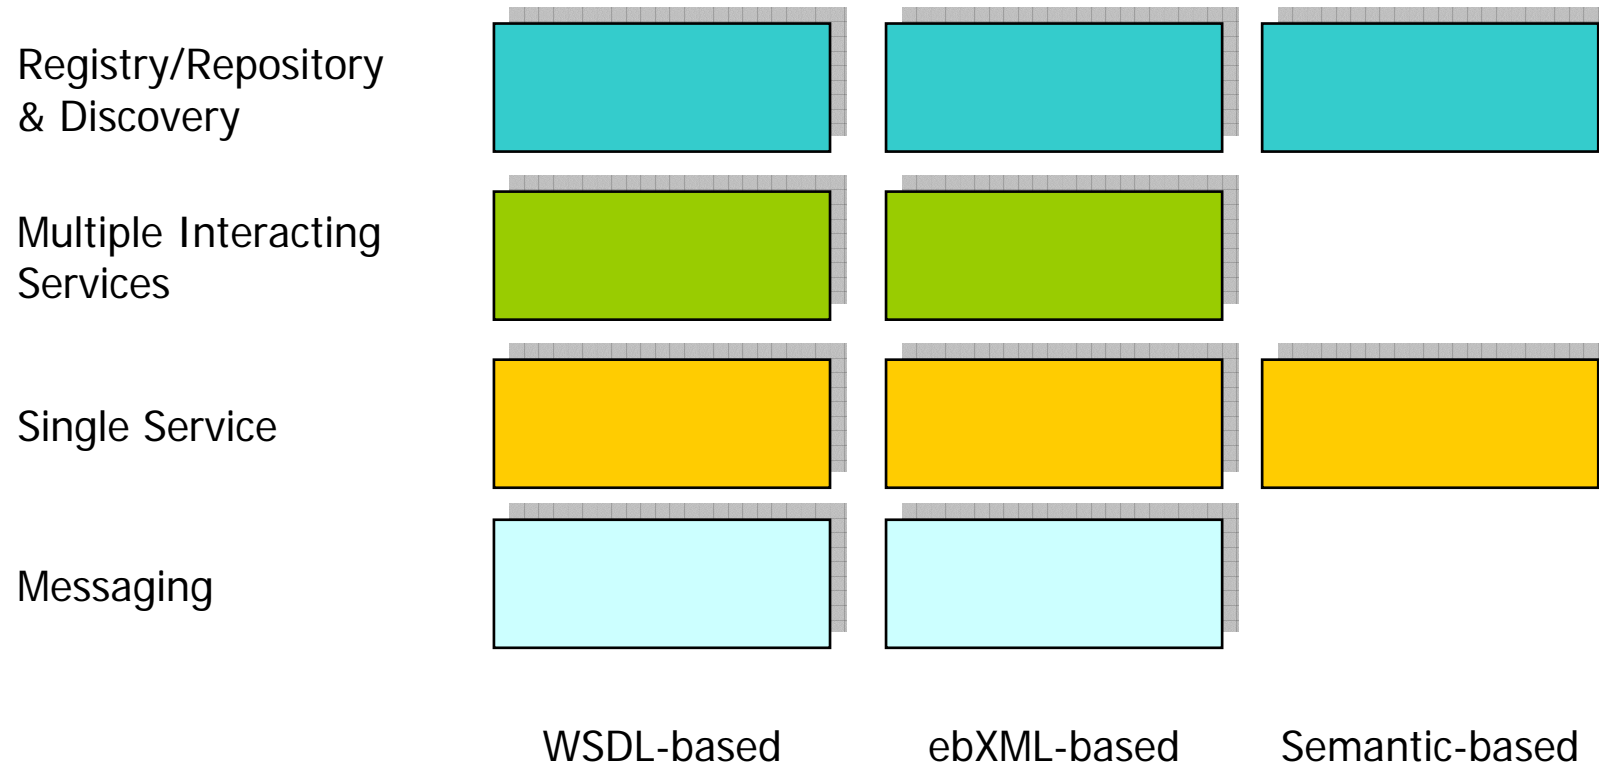 Registry/Repository
& Discovery
Multiple Interacting
Services
Single Service
Messaging
WSDL-based
ebXML-based
Semantic-based